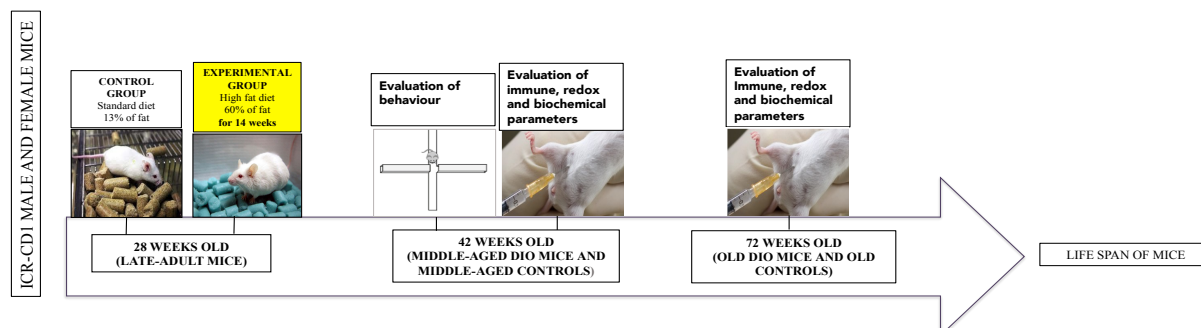 ICR-CD1 MALE AND FEMALE MICE
CONTROL
GROUP
Standard diet
13% of fat
EXPERIMENTAL
GROUP
High fat diet
60% of fat
for 14 weeks
Evaluation of
behaviour
Evaluation of
immune, redox
and biochemical
parameters
Evaluation of
Immune, redox
and biochemical
parameters
28 WEEKS OLD
(LATE-ADULT MICE)
42 WEEKS OLD
(MIDDLE-AGED DIO MICE AND
MIDDLE-AGED CONTROLS)
72 WEEKS OLD
(OLD DIO MICE AND OLD
CONTROLS)
LIFE SPAN OF MICE